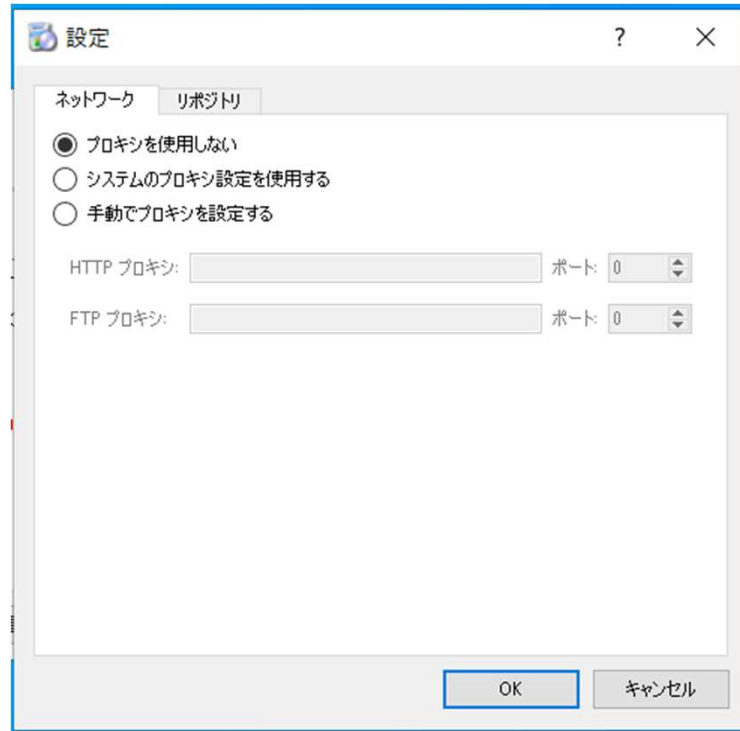 設定
ネットワーク リポジトリ
プロキシを使用しない
システムのプロキシ設定を使用する
手動でプロキシを設定する
HTTP プロキシ: ポート: 0
FTP プロキシ: ポート: 0
OK キャンセル